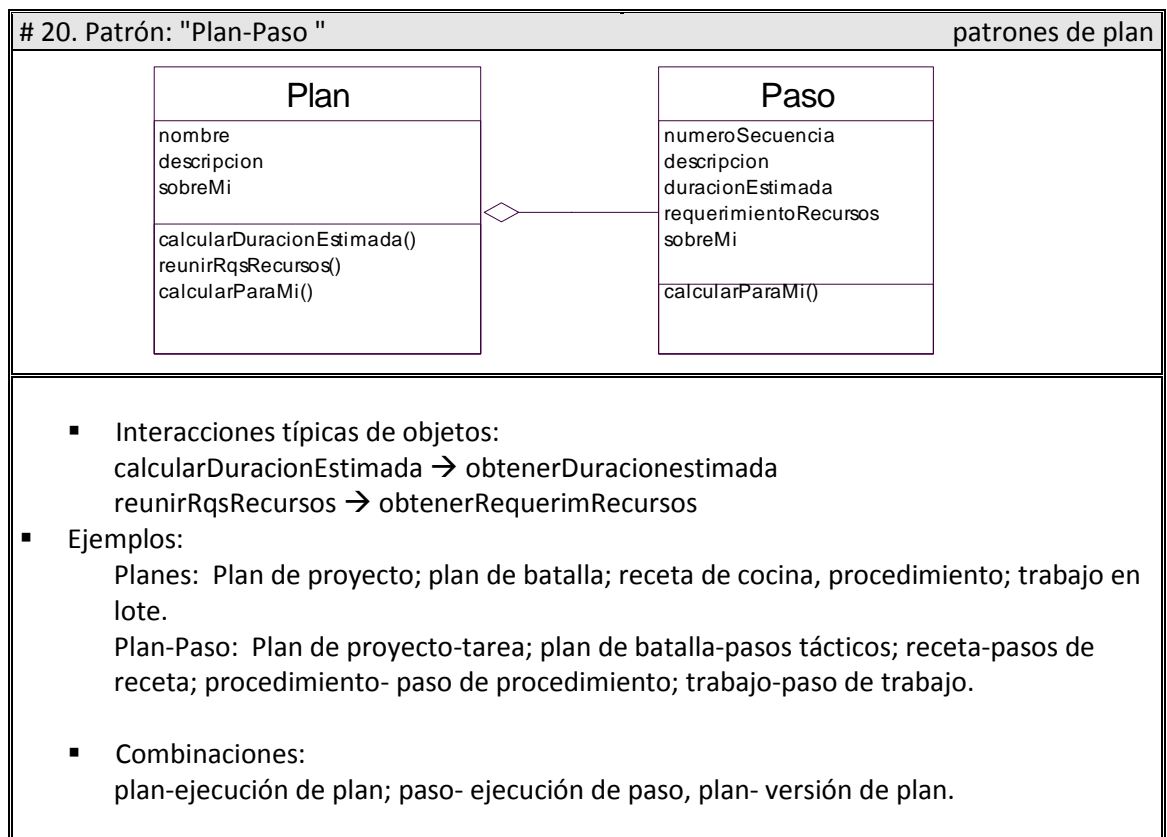 # 20. Patrón: "Plan-Paso " patrones de plan
Plan
nombre
descripcion
sobreMi
calcularDuracionEstimada()
reunirRqsRecursos()
calcularParaMi()
Paso
numeroSecuencia
descripcion
duracionEstimada
requerimientoRecursos
sobreMi
calcularParaMi()
▪ Interacciones típicas de objetos:
calcularDuracionEstimada → obtenerDuracionestimada
reunirRqsRecursos → obtenerRequerimRecursos
▪ Ejemplos:
Planes: Plan de proyecto; plan de batalla; receta de cocina, procedimiento; trabajo en
lote.
Plan-Paso: Plan de proyecto-tarea; plan de batalla-pasos tácticos; receta-pasos de
receta; procedimiento- paso de procedimiento; trabajo-paso de trabajo.
▪ Combinaciones:
plan-ejecución de plan; paso- ejecución de paso, plan- versión de plan.